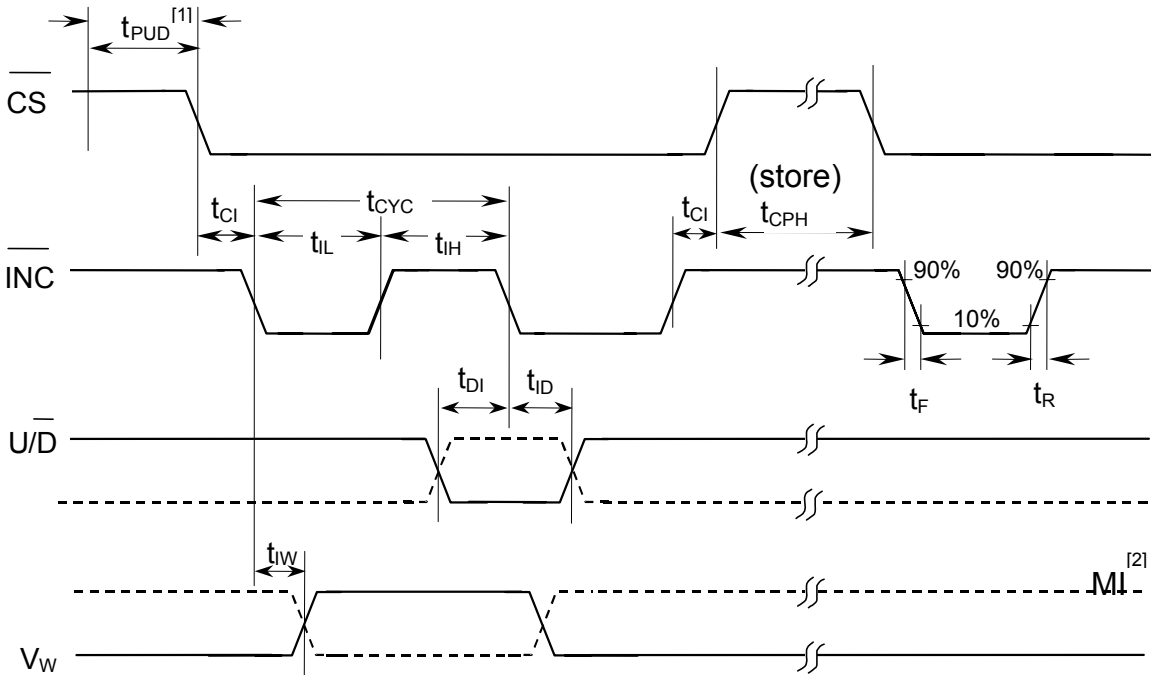 tPUD[1]
CS
(store)
tCI
tCYC
tCI
tCPH
tIL
tIH
INC
90%
90%
10%
tDI
tID
tF
tR
U/D
tIW
MI[2]
VW